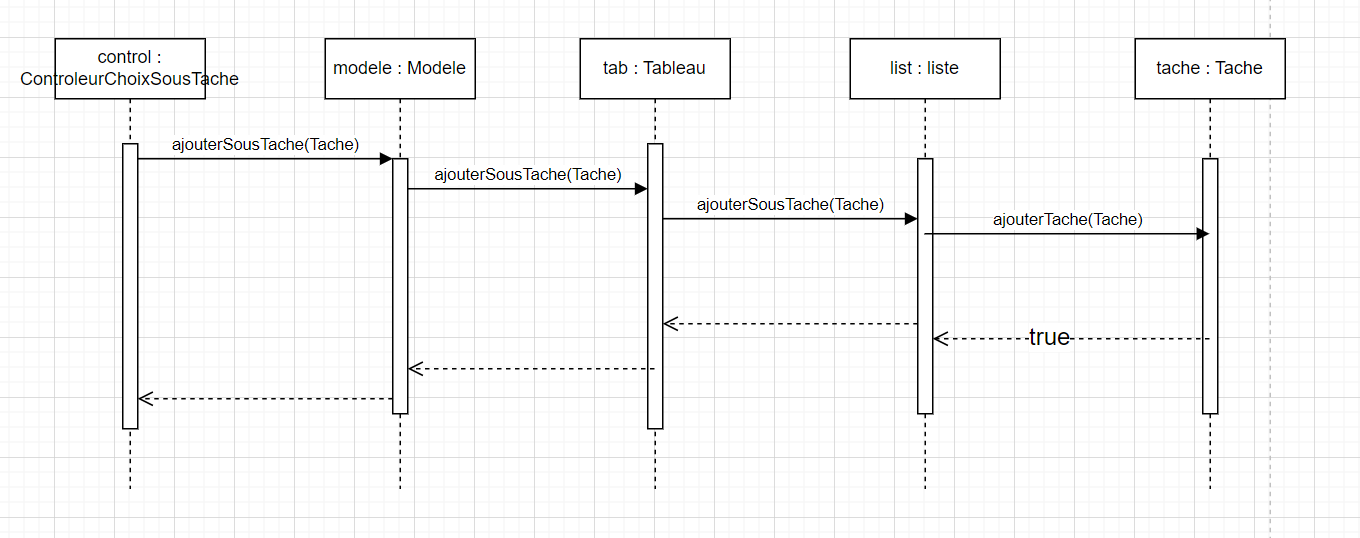 control :
ControleurChoixSousTache
modele : Modele
tab : Tableau
list : liste
tache : Tache
ajouterSousTache(Tache)
ajouterSousTache(Tache)
ajouterSousTache(Tache)
ajouterTache(Tache)
true